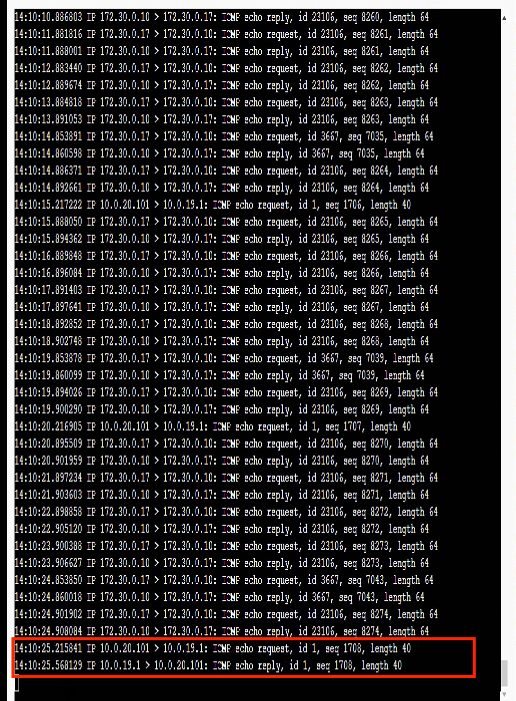 14:10:10.886803 IP 172.30.0.10 > 172.30.0.17: ICMP echo reply, id 23106, seq 8260, length 64
14:10:11.881816 IP 172.30.0.17 > 172.30.0.10: ICMP echo request, id 23106, seq 8261, length 64
14:10:11.888001 IP 172.30.0.10 > 172.30.0.17: ICMP echo reply, id 23106, seq 8261, length 64
14:10:12.883440 IP 172.30.0.17 > 172.30.0.10: ICMP echo request, id 23106, seq 8262, length 64
14:10:12.889674 IP 172.30.0.10 > 172.30.0.17: ICMP echo reply, id 23106, seq 8262, length 64
14:10:13.884818 IP 172.30.0.17 > 172.30.0.10: ICMP echo request, id 23106, seq 8263, length 64
14:10:13.891053 IP 172.30.0.10 > 172.30.0.17: ICMP echo reply, id 23106, seq 8263, length 64
14:10:14.853891 IP 172.30.0.17 > 172.30.0.10: ICMP echo request, id 3667, seq 7035, length 64
14:10:14.860598 IP 172.30.0.10 > 172.30.0.17: ICMP echo reply, id 3667, seq 7035, length 64
14:10:14.886371 IP 172.30.0.17 > 172.30.0.10: ICMP echo request, id 23106, seq 8264, length 64
14:10:14.892661 IP 172.30.0.10 > 172.30.0.17: ICMP echo reply, id 23106, seq 8264, length 64
14:10:15.217222 IP 10.0.20.101 > 10.0.19.1: ICMP echo request, id 1, seq 1706, length 40
14:10:15.888050 IP 172.30.0.17 > 172.30.0.10: ICMP echo request, id 23106, seq 8265, length 64
14:10:15.894362 IP 172.30.0.10 > 172.30.0.17: ICMP echo reply, id 23106, seq 8265, length 64
14:10:16.889848 IP 172.30.0.17 > 172.30.0.10: ICMP echo request, id 23106, seq 8266, length 64
14:10:16.896084 IP 172.30.0.10 > 172.30.0.17: ICMP echo reply, id 23106, seq 8266, length 64
14:10:17.891403 IP 172.30.0.17 > 172.30.0.10: ICMP echo request, id 23106, seq 8267, length 64
14:10:17.897641 IP 172.30.0.10 > 172.30.0.17: ICMP echo reply, id 23106, seq 8267, length 64
14:10:18.892852 IP 172.30.0.17 > 172.30.0.10: ICMP echo request, id 23106, seq 8268, length 64
14:10:18.902748 IP 172.30.0.10 > 172.30.0.17: ICMP echo reply, id 23106, seq 8268, length 64
14:10:19.853878 IP 172.30.0.17 > 172.30.0.10: ICMP echo request, id 3667, seq 7039, length 64
14:10:19.860099 IP 172.30.0.10 > 172.30.0.17: ICMP echo reply, id 3667, seq 7039, length 64
14:10:19.894026 IP 172.30.0.17 > 172.30.0.10: ICMP echo request, id 23106, seq 8269, length 64
14:10:19.900290 IP 172.30.0.10 > 172.30.0.17: ICMP echo reply, id 23106, seq 8269, length 64
14:10:20.216905 IP 10.0.20.101 > 10.0.19.1: ICMP echo request, id 1, seq 1707, length 40
14:10:20.895509 IP 172.30.0.17 > 172.30.0.10: ICMP echo request, id 23106, seq 8270, length 64
14:10:20.901959 IP 172.30.0.10 > 172.30.0.17: ICMP echo reply, id 23106, seq 8270, length 64
14:10:21.897234 IP 172.30.0.17 > 172.30.0.10: ICMP echo request, id 23106, seq 8271, length 64
14:10:21.903603 IP 172.30.0.10 > 172.30.0.17: ICMP echo reply, id 23106, seq 8271, length 64
14:10:22.898858 IP 172.30.0.17 > 172.30.0.10: ICMP echo request, id 23106, seq 8272, length 64
14:10:22.905120 IP 172.30.0.10 > 172.30.0.17: ICMP echo reply, id 23106, seq 8272, length 64
14:10:23.900388 IP 172.30.0.17 > 172.30.0.10: ICMP echo request, id 23106, seq 8273, length 64
14:10:23.906627 IP 172.30.0.10 > 172.30.0.17: ICMP echo reply, id 23106, seq 8273, length 64
14:10:24.853850 IP 172.30.0.17 > 172.30.0.10: ICMP echo request, id 3667, seq 7043, length 64
14:10:24.860018 IP 172.30.0.10 > 172.30.0.17: ICMP echo reply, id 3667, seq 7043, length 64
14:10:24.901902 IP 172.30.0.17 > 172.30.0.10: ICMP echo request, id 23106, seq 8274, length 64
14:10:24.908084 IP 172.30.0.10 > 172.30.0.17: ICMP echo reply, id 23106, seq 8274, length 64
14:10:25.215841 IP 10.0.20.101 > 10.0.19.1: ICMP echo request, id 1, seq 1708, length 40
14:10:25.568129 IP 10.0.19.1 > 10.0.20.101: ICMP echo reply, id 1, seq 1708, length 40